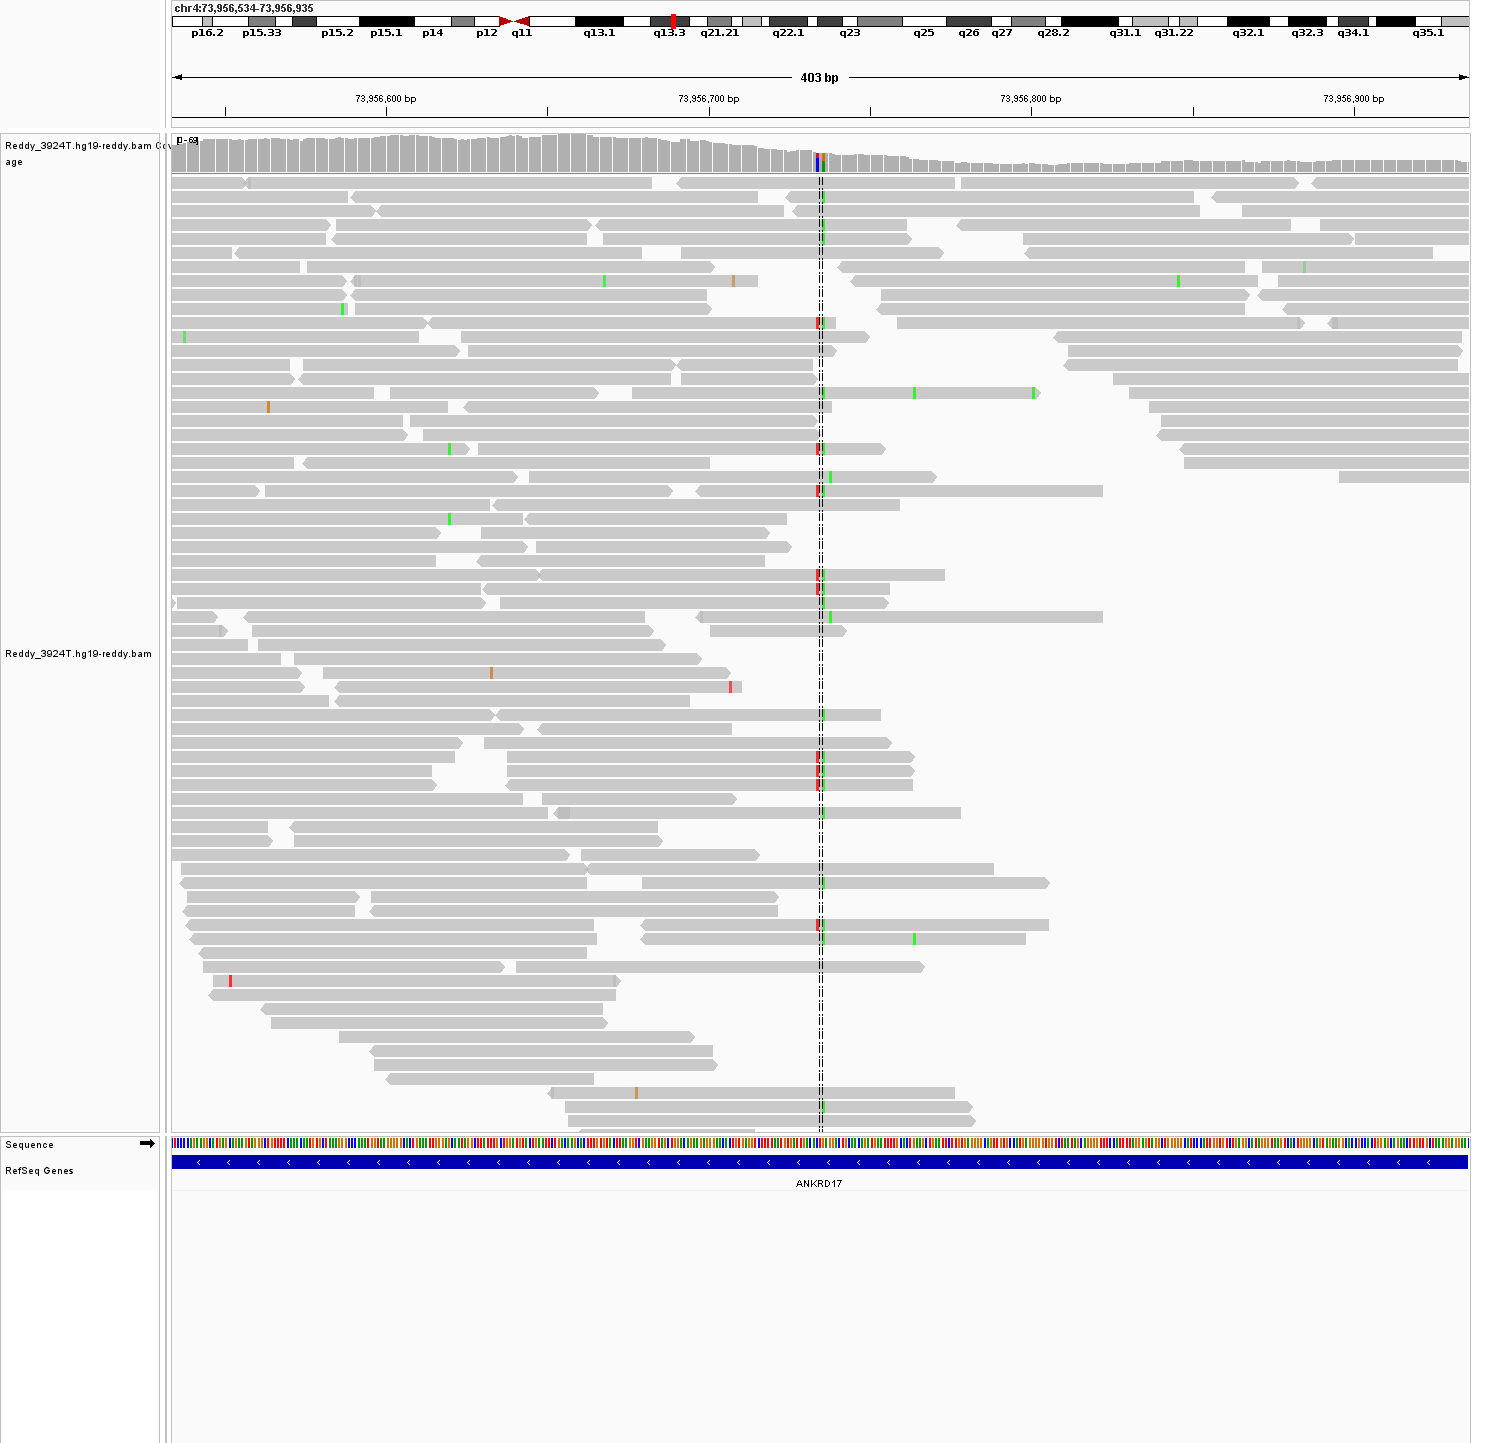 chr4:73,956,534-73,956,935
p16.2 p15.33 p15.2 p15.1 p14 p12 q11 q13.1 q13.3 q21.21 q22.1 q23 q25 q26 q27 q28.2 q31.1 q31.22 q32.1 q32.3 q34.1 q35.1
403 bp
73,956,600 bp 73,956,700 bp 73,956,800 bp 73,956,900 bp
Reddy_3924T.hg19-reddy.bam Cov
age
Reddy_3924T.hg19-reddy.bam
Sequence
RefSeq Genes
ANKRD17